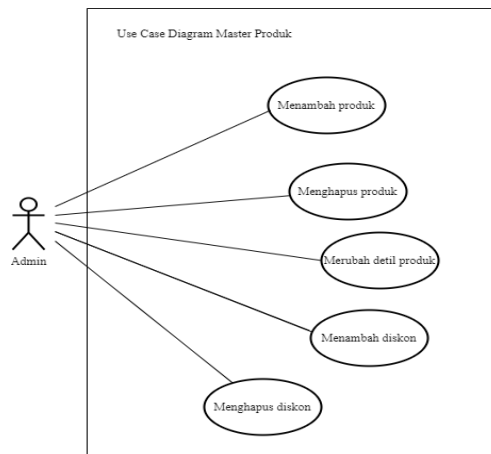 Use Case Diagram Master Produk
Menambah produk
Menghapus produk
Admin
Merubah detil produk
Menambah diskon
Menghapus diskon